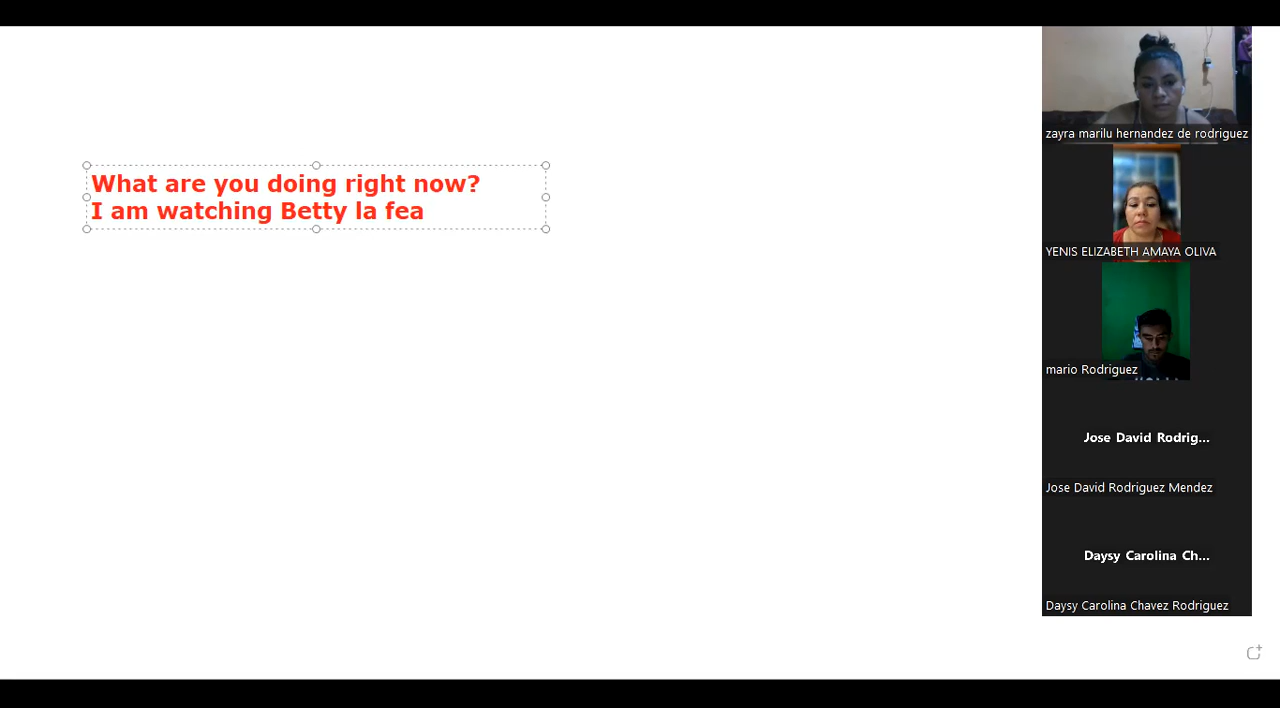 What are you doing right now?
I am watching Betty la fea
zayra marilu hernandez de rodriguez
YENIS ELIZABETH AMAYA OLIVA
mario Rodriguez
Jose David Rodrig...
Jose David Rodriguez Mendez
Daysy Carolina Ch...
Daysy Carolina Chavez Rodriguez